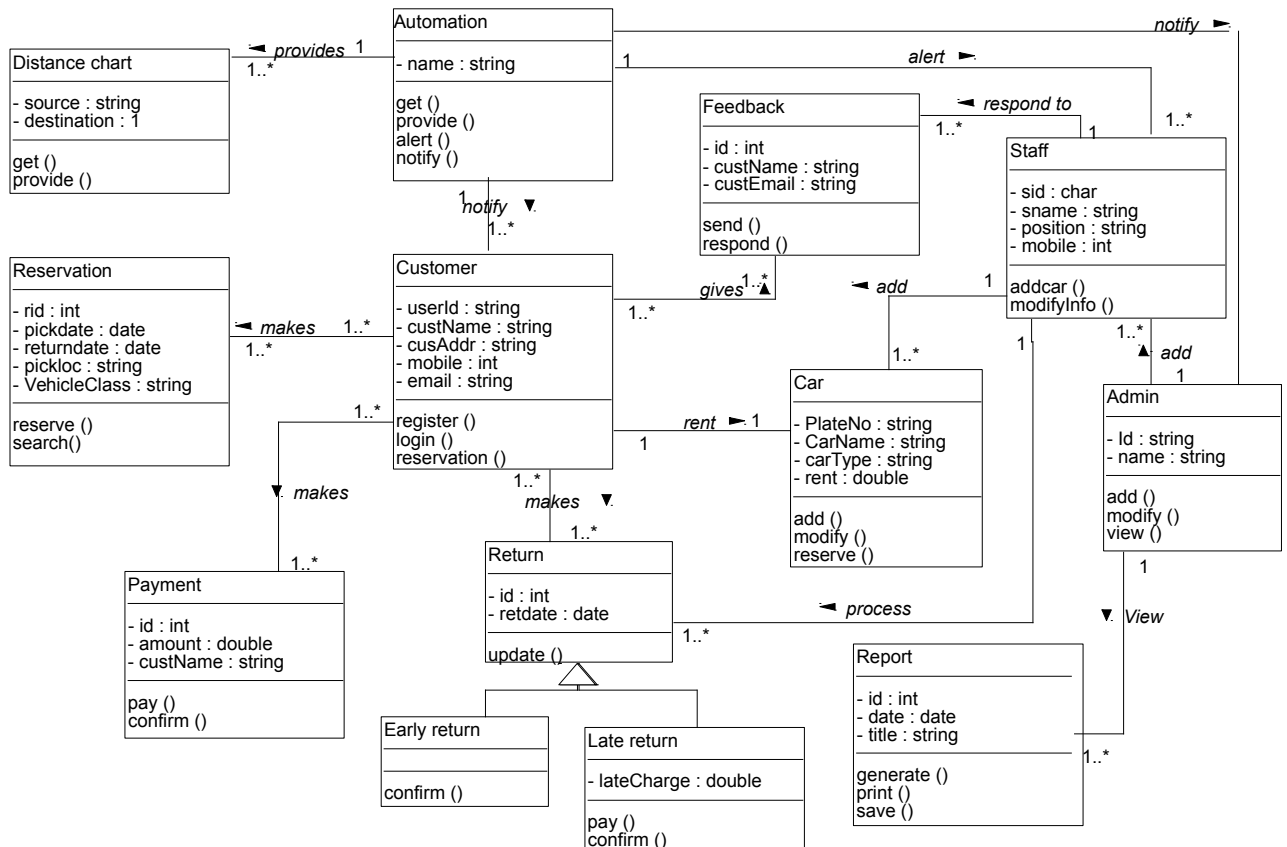 Automation
- name : string
get ()
provide ()
alert ()
notify ()
provides
1
1..*
Distance chart
- source : string
- destination : 1
get ()
provide ()
notify
1
alert
1..*
Feedback
- id : int
- custName : string
- custEmail : string
send ()
respond ()
respond to
1..*
1
Staff
- sid : char
- sname : string
- position : string
- mobile : int
addcar ()
modifyInfo ()
1
notify
1..*
Reservation
- rid : int
- pickdate : date
- returndate : date
- pickloc : string
- VehicleClass : string
reserve ()
search()
makes
1..*
1..*
Customer
- userId : string
- custName : string
- cusAddr : string
- mobile : int
- email : string
register ()
login ()
reservation ()
gives
1..*
1..*
add
1
1..*
1
1..*
add
1
Car
- PlateNo : string
- CarName : string
- carType : string
- rent : double
add ()
modify ()
reserve ()
rent
1
1
Admin
- Id : string
- name : string
add ()
modify ()
view ()
1..*
makes
1..*
1..*
makes
1..*
Payment
- id : int
- amount : double
- custName : string
pay ()
confirm ()
Return
- id : int
- retdate : date
update ()
process
1..*
1
View
1..*
Report
- id : int
- date : date
- title : string
generate ()
print ()
save ()
Early return
confirm ()
Late return
- lateCharge : double
pay ()
confirm ()